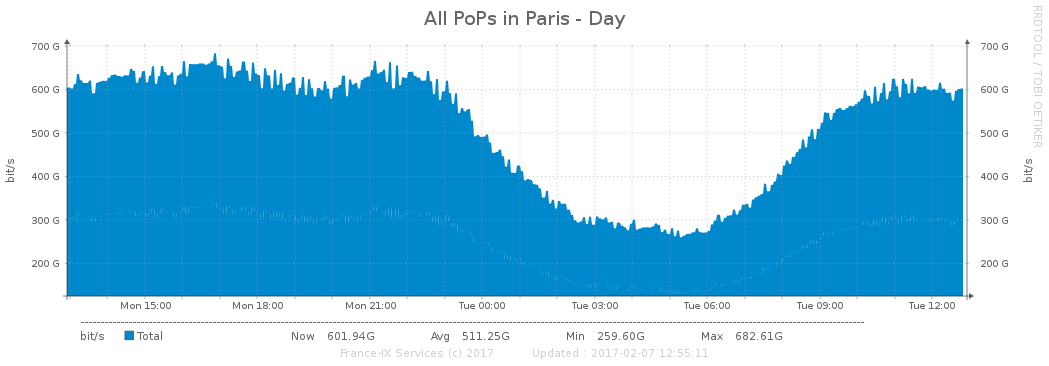 All PoPs in Paris - Day
RRDTOOL / TOBI OETIKER
700 G 700 G
600 G 600 G
500 G 500 G
400 G 400 G
300 G 300 G
200 G 200 G
bit/s bit/s
Mon 15:00 Mon 18:00 Mon 21:00 Tue 00:00 Tue 03:00 Tue 06:00 Tue 09:00 Tue 12:00
bit/s Total Now 601.94G Avg 511.25G Min 259.60G Max 682.61G
France-IX Services (c) 2017 Updated : 2017-02-07 12:55:11